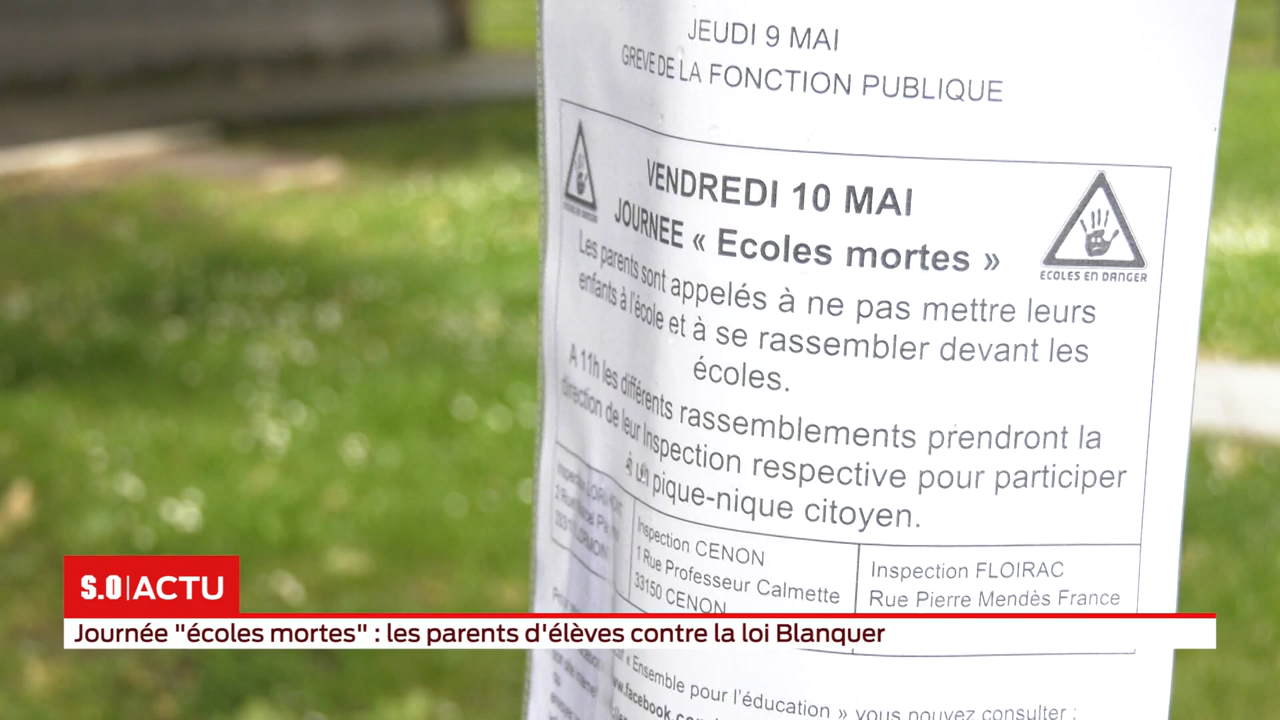 JEUDI 9 MAI
GREVE DE LA FONCTION PUBLIQUE
VENDREDI 10 MAI
JOURNEE « Ecoles mortes »
ECOLES EN DANGER
Les parents sont appelés à ne pas mettre leurs
enfants à l'école et à se rassembler devant les
écoles.
A 11h les différents rassemblements prendront la
direction de leur Inspection respective pour participer
à un pique-nique citoyen.
Inspection
Inspection CENON
1 Rue Professeur Calmette
33150 CENON
Inspection FLOIRAC
Rue Pierre Mendès France
S.O|ACTU
Journée "écoles mortes" : les parents d'élèves contre la loi Blanquer
« Ensemble pour l'éducation » vous pouvez consulter :